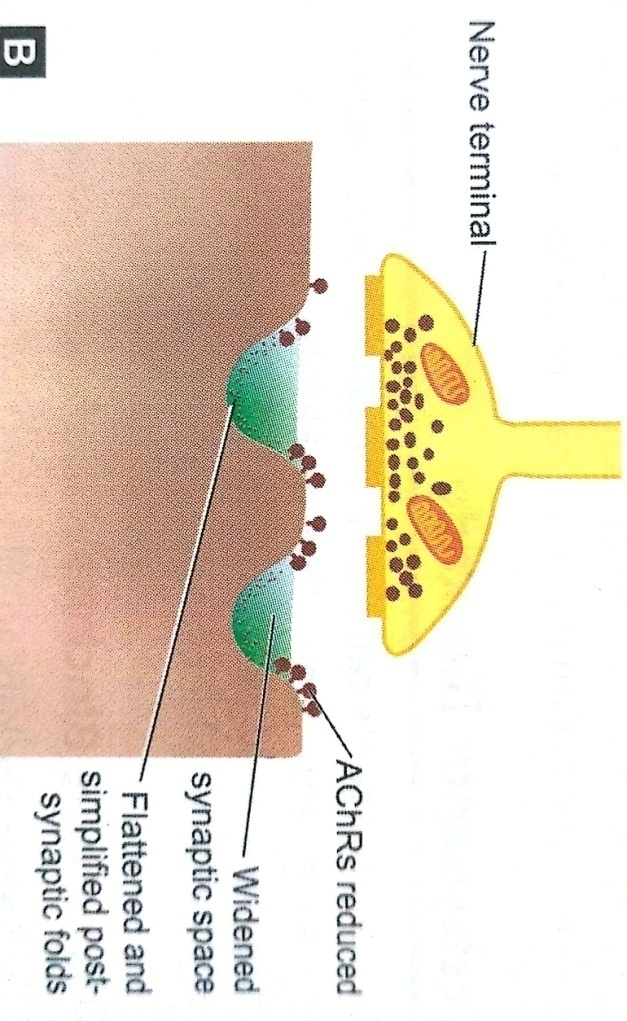 Nerve terminal
AChRs reduced
Widened
synaptic space
Flattened and
simplified post-
synaptic folds
B